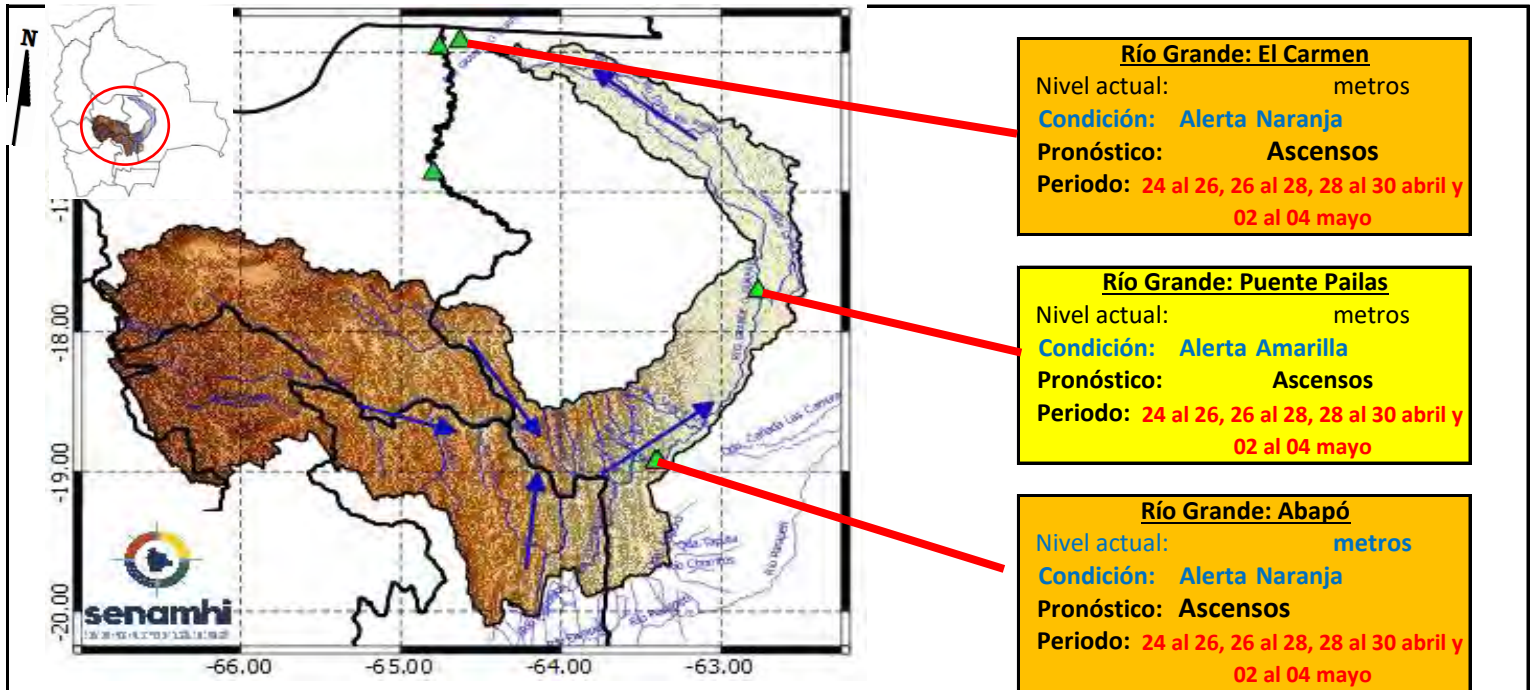 N
-17
-18.00
-19.00
-20.00
-66.00
-65.00
-64.00
-63.00
senamhi
Río Grande: El Carmen
Nivel actual: metros
Condición: Alerta Naranja
Pronóstico: Ascensos
Periodo: 24 al 26, 26 al 28, 28 al 30 abril y
02 al 04 mayo
Río Grande: Puente Pailas
Nivel actual: metros
Condición: Alerta Amarilla
Pronóstico: Ascensos
Periodo: 24 al 26, 26 al 28, 28 al 30 abril y
02 al 04 mayo
Río Grande: Abapó
Nivel actual: metros
Condición: Alerta Naranja
Pronóstico: Ascensos
Periodo: 24 al 26, 26 al 28, 28 al 30 abril y
02 al 04 mayo